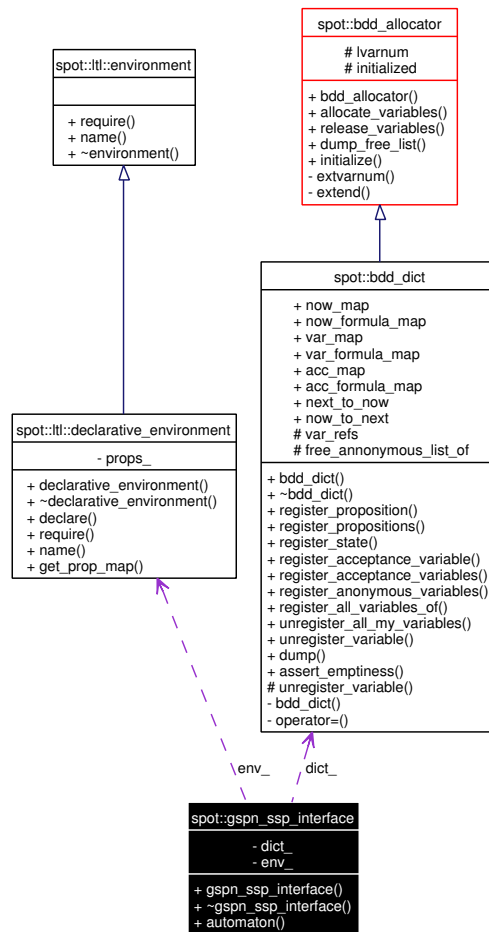 spot::ltl::environment
+ require()
+ name()
+ ~environment()
spot::bdd_allocator
# lvarnum
# initialized
+ bdd_allocator()
+ allocate_variables()
+ release_variables()
+ dump_free_list()
+ initialize()
- extvarnum()
- extend()
spot::ltl::declarative_environment
- props_
+ declarative_environment()
+ ~declarative_environment()
+ declare()
+ require()
+ name()
+ get_prop_map()
spot::bdd_dict
+ now_map
+ now_formula_map
+ var_map
+ var_formula_map
+ acc_map
+ acc_formula_map
+ next_to_now
+ now_to_next
# var_refs
# free_annonymous_list_of
+ bdd_dict()
+ ~bdd_dict()
+ register_proposition()
+ register_propositions()
+ register_state()
+ register_acceptance_variable()
+ register_acceptance_variables()
+ register_anonymous_variables()
+ register_all_variables_of()
+ unregister_all_my_variables()
+ unregister_variable()
+ dump()
+ assert_emptiness()
# unregister_variable()
- bdd_dict()
- operator=()
env_
dict_
spot::gspn_ssp_interface
- dict_
- env_
+ gspn_ssp_interface()
+ ~gspn_ssp_interface()
+ automaton()